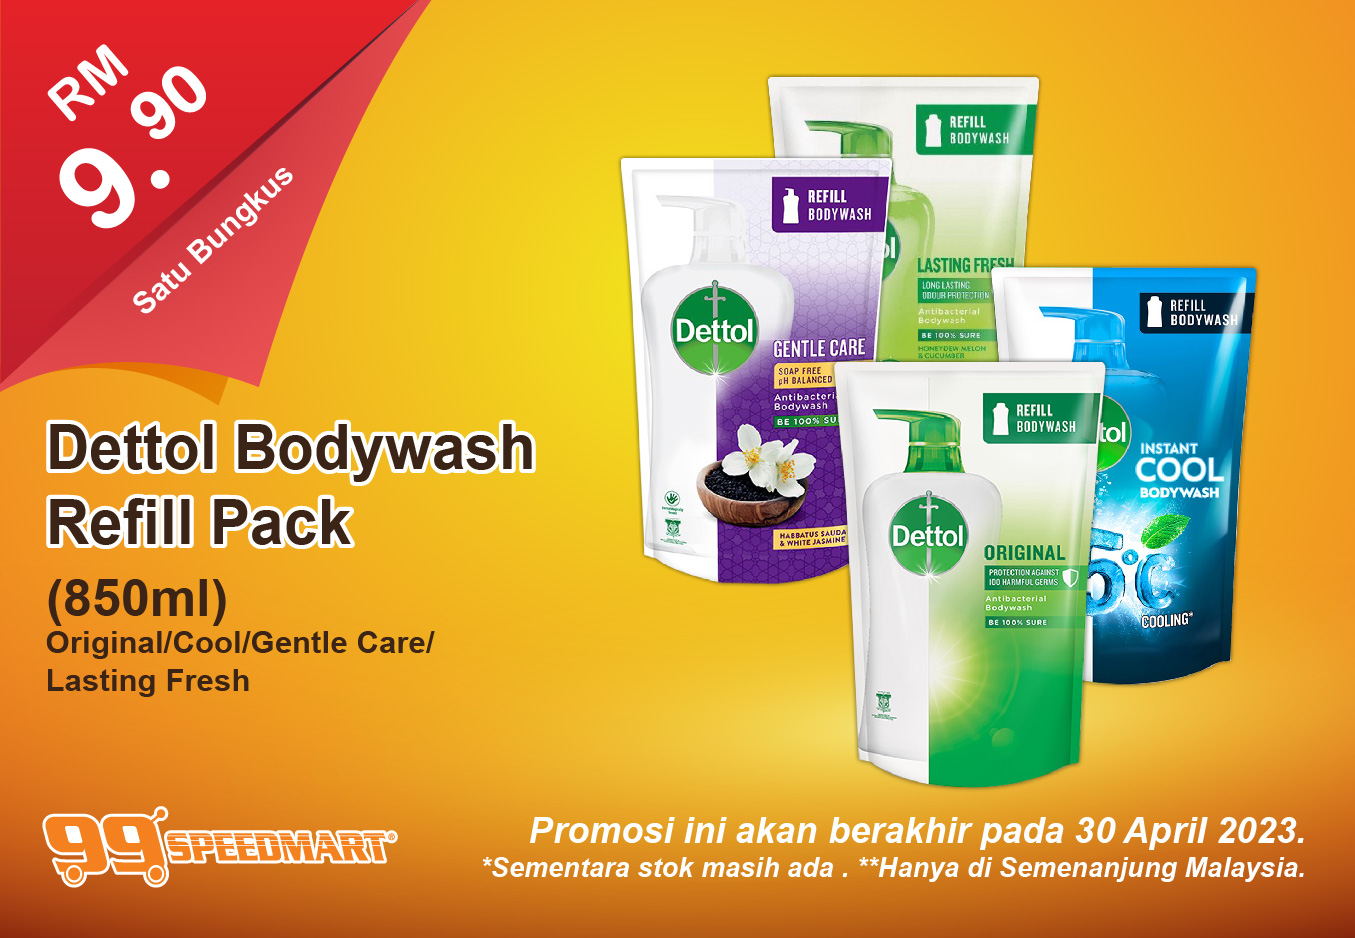 RM
9.90
Satu Bungkus
Dettol Bodywash
Refill Pack
(850ml)
Original/Cool/Gentle Care/
Lasting Fresh
99 SPEEDMART®
Promosi ini akan berakhir pada 30 April 2023.
*Sementara stok masih ada . **Hanya di Semenanjung Malaysia.
REFILL
BODYWASH
LASTING FRESH
LONG LASTING
ODOUR PROTECTION
Antibacterial
Bodywash
BE 100% SURE
HONEYDEW MELON
& CUCUMBER
REFILL
BODYWASH
Dettol
GENTLE CARE
SOAP FREE
pH BALANCED
Antibacteri
Bodywash
BE 100% SU
HABBATUS SAUDA
& WHITE JASMINE
REFILL
BODYWASH
tol
INSTANT
COOL
BODYWASH
5°C
COOLING*
REFILL
BODYWASH
Dettol
ORIGINAL
PROTECTION AGAINST
100 HARMFUL GERMS
Antibacterial
Bodywash
BE 100% SURE